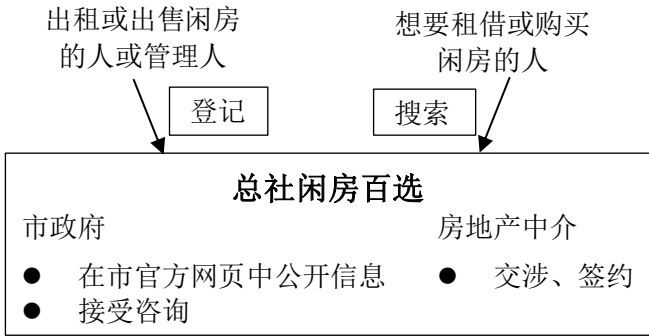 出租或出售闲房
的人或管理人
想要租借或购买
闲房的人
登记
搜索
总社闲房百选
市政府
房地产中介
● 在市官方网页中公开信息
● 交涉、签约
● 接受咨询